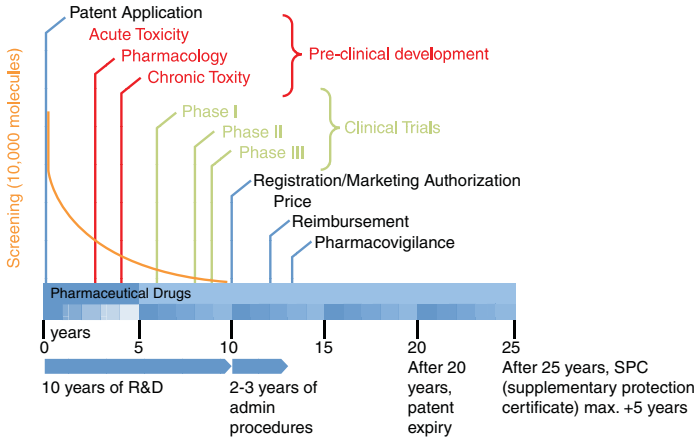 Patent Application
Acute Toxicity
Pharmacology
Chronic Toxity
Pre-clinical development
Screening (10,000 molecules)
Phase I
Phase II
Phase III
Clinical Trials
Registration/Marketing Authorization
Price
Reimbursement
Pharmacovigilance
Pharmaceutical Drugs
years
0 5 10 15 20 25
10 years of R&D
2-3 years of
admin
procedures
After 20
years,
patent
expiry
After 25 years, SPC
(supplementary protection
certificate) max. +5 years